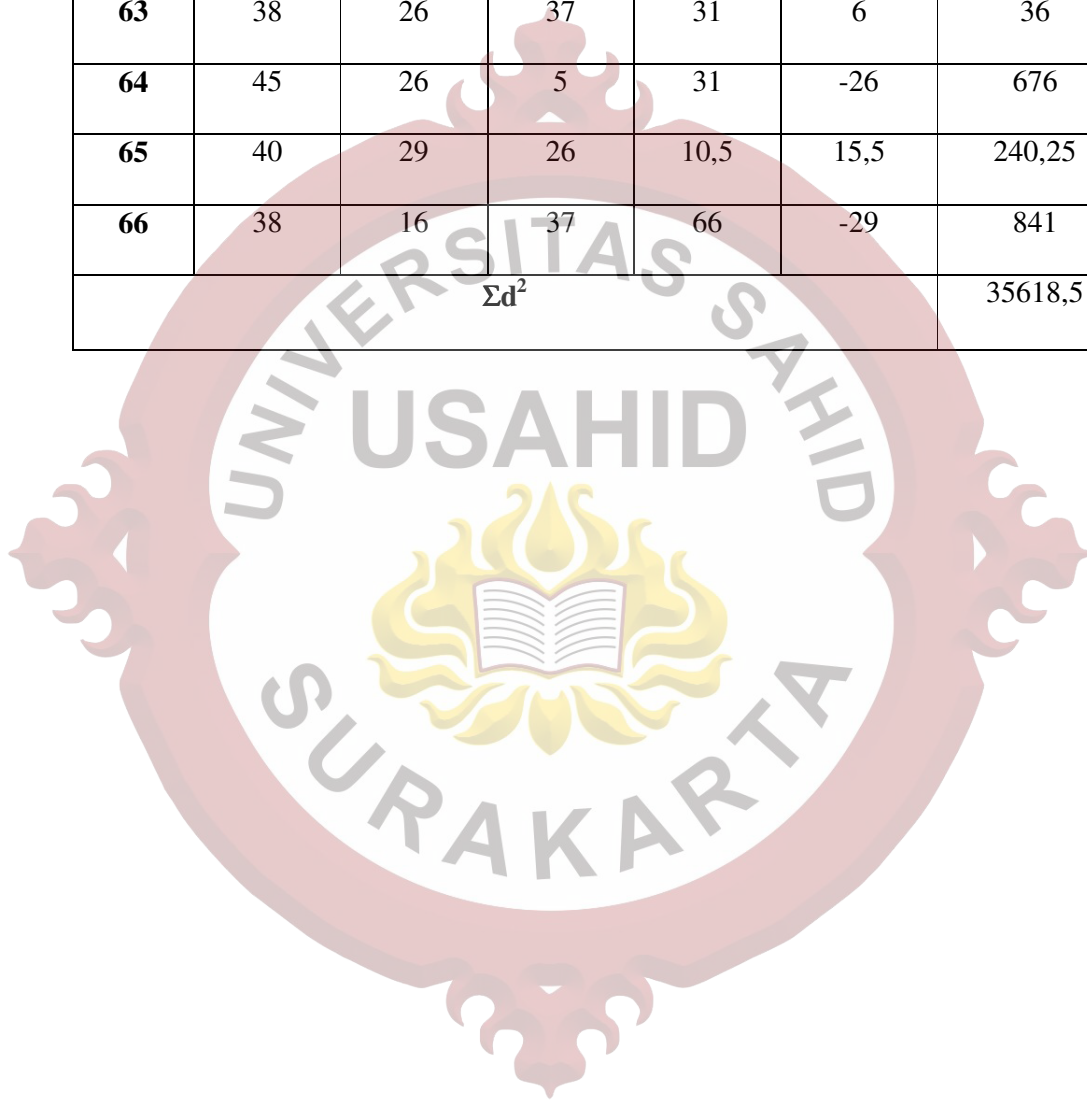 63 38 26 37 31 6 36
64 45 26 5 31 -26 676
65 40 29 26 10,5 15,5 240,25
66 38 16 37 66 -29 841
Σd² 35618,5
UNIVERSITAS SAHID
USAHID
SURAKARTA